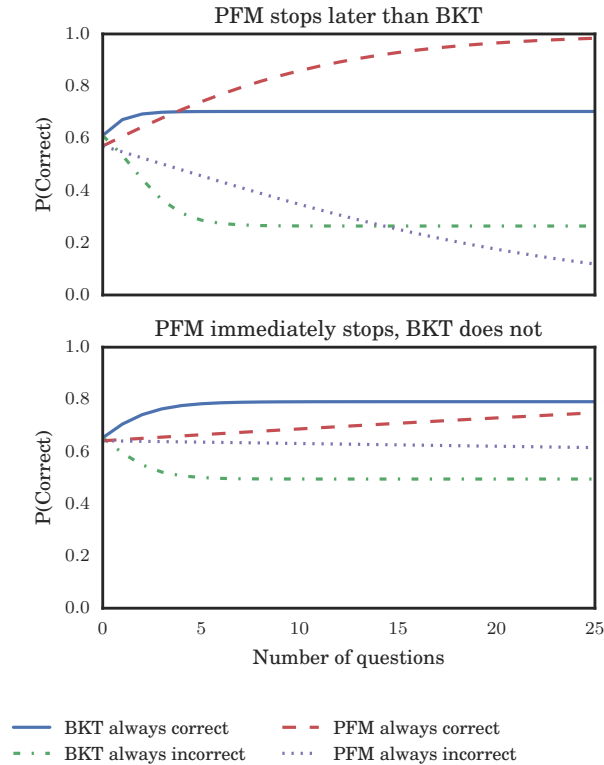 PFM stops later than BKT
1.0
0.8
0.6
0.4
0.2
0.0
P(Correct)
PFM immediately stops, BKT does not
1.0
0.8
0.6
0.4
0.2
0.0
P(Correct)
0 5 10 15 20 25
Number of questions
BKT always correct PFM always correct
BKT always incorrect PFM always incorrect